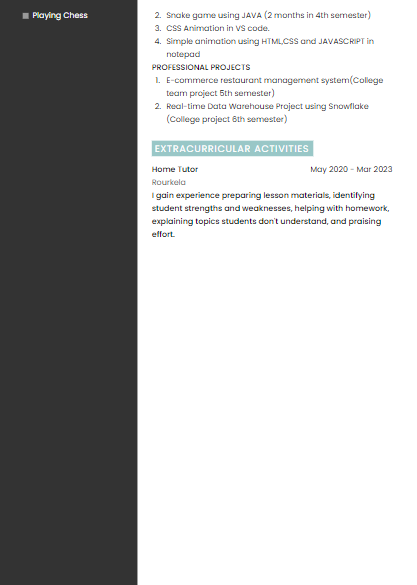 Playing Chess
2. Snake game using JAVA (2 months in 4th semester)
3. CSS Animation in VS code.
4. Simple animation using HTML,CSS and JAVASCRIPT in
notepad
PROFESSIONAL PROJECTS
1. E-commerce restaurant management system(College
team project 5th semester)
2. Real-time Data Warehouse Project using Snowflake
(College project 6th semester)
EXTRACURRICULAR ACTIVITIES
Home Tutor May 2020 - Mar 2023
Rourkela
I gain experience preparing lesson materials, identifying
student strengths and weaknesses, helping with homework,
explaining topics students don't understand, and praising
effort.